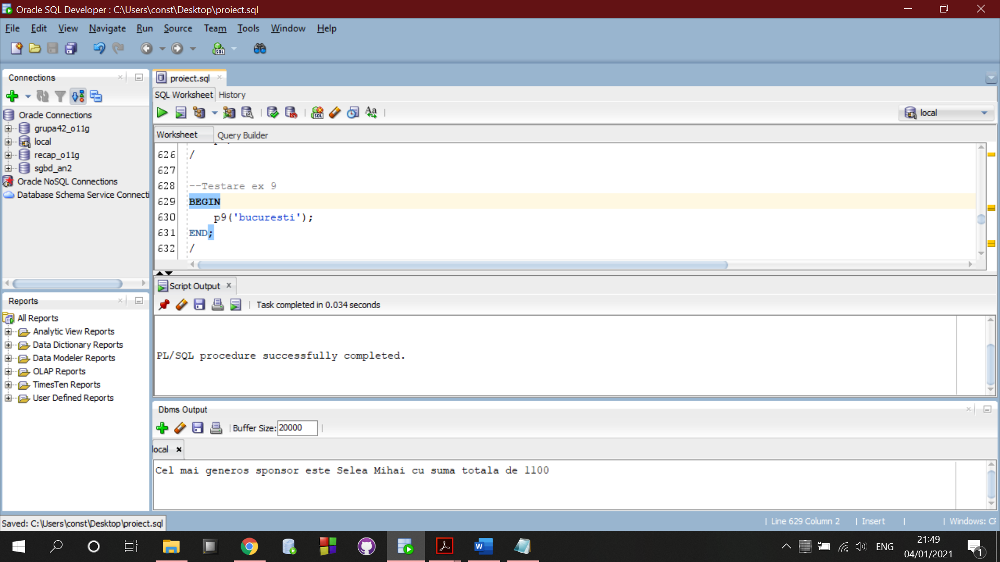 Oracle SQL Developer : C:\Users\const\Desktop\proiect.sql
File Edit View Navigate Run Source Team Tools Window Help
Connections
Oracle Connections
grupa42_o11g
local
recap_o11g
sgbd_an2
Oracle NoSQL Connections
Database Schema Service Connecti
Reports
All Reports
Analytic View Reports
Data Dictionary Reports
Data Modeler Reports
OLAP Reports
TimesTen Reports
User Defined Reports
proiect.sql
SQL Worksheet History
local
Worksheet Query Builder
626 /
627
628 --Testare ex 9
629 BEGIN
630 p9('bucuresti');
631 END;
632 /
Script Output
Task completed in 0.034 seconds
PL/SQL procedure successfully completed.
Dbms Output
Buffer Size: 20000
local
Cel mai generos sponsor este Selea Mihai cu suma totala de 1100
Saved: C:\Users\const\Desktop\proiect.sql
Line 629 Column 2 Insert Windows: CF
ENG
21:49
04/01/2021
1